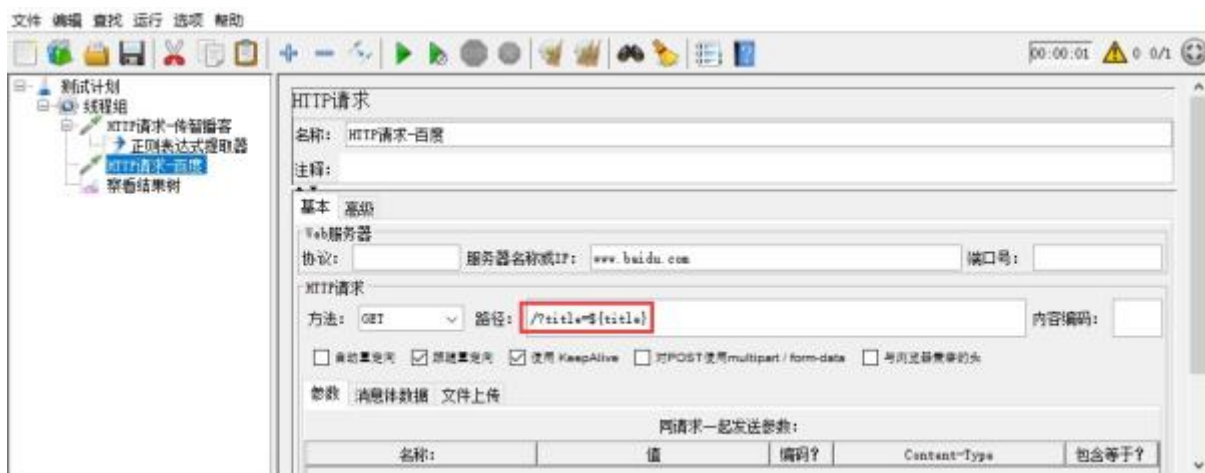 文件 编辑 查找 运行 选项 帮助
00:00:01 0 0/1
测试计划
线程组
HTTP请求-传智播客
正则表达式提取器
HTTP请求-百度
察看结果树
HTTP请求
名称: HTTP请求-百度
注释:
基本 高级
Web服务器
协议: 服务器名称或IP: www.baidu.com 端口号:
HTTP请求
方法: GET 路径: /?title=${title} 内容编码:
自动重定向 跟随重定向 使用 KeepAlive 对POST使用multipart / form-data 与浏览器兼容的头
参数 消息体数据 文件上传
同请求一起发送参数:
名称: 值 编码? Content-Type 包含等于?